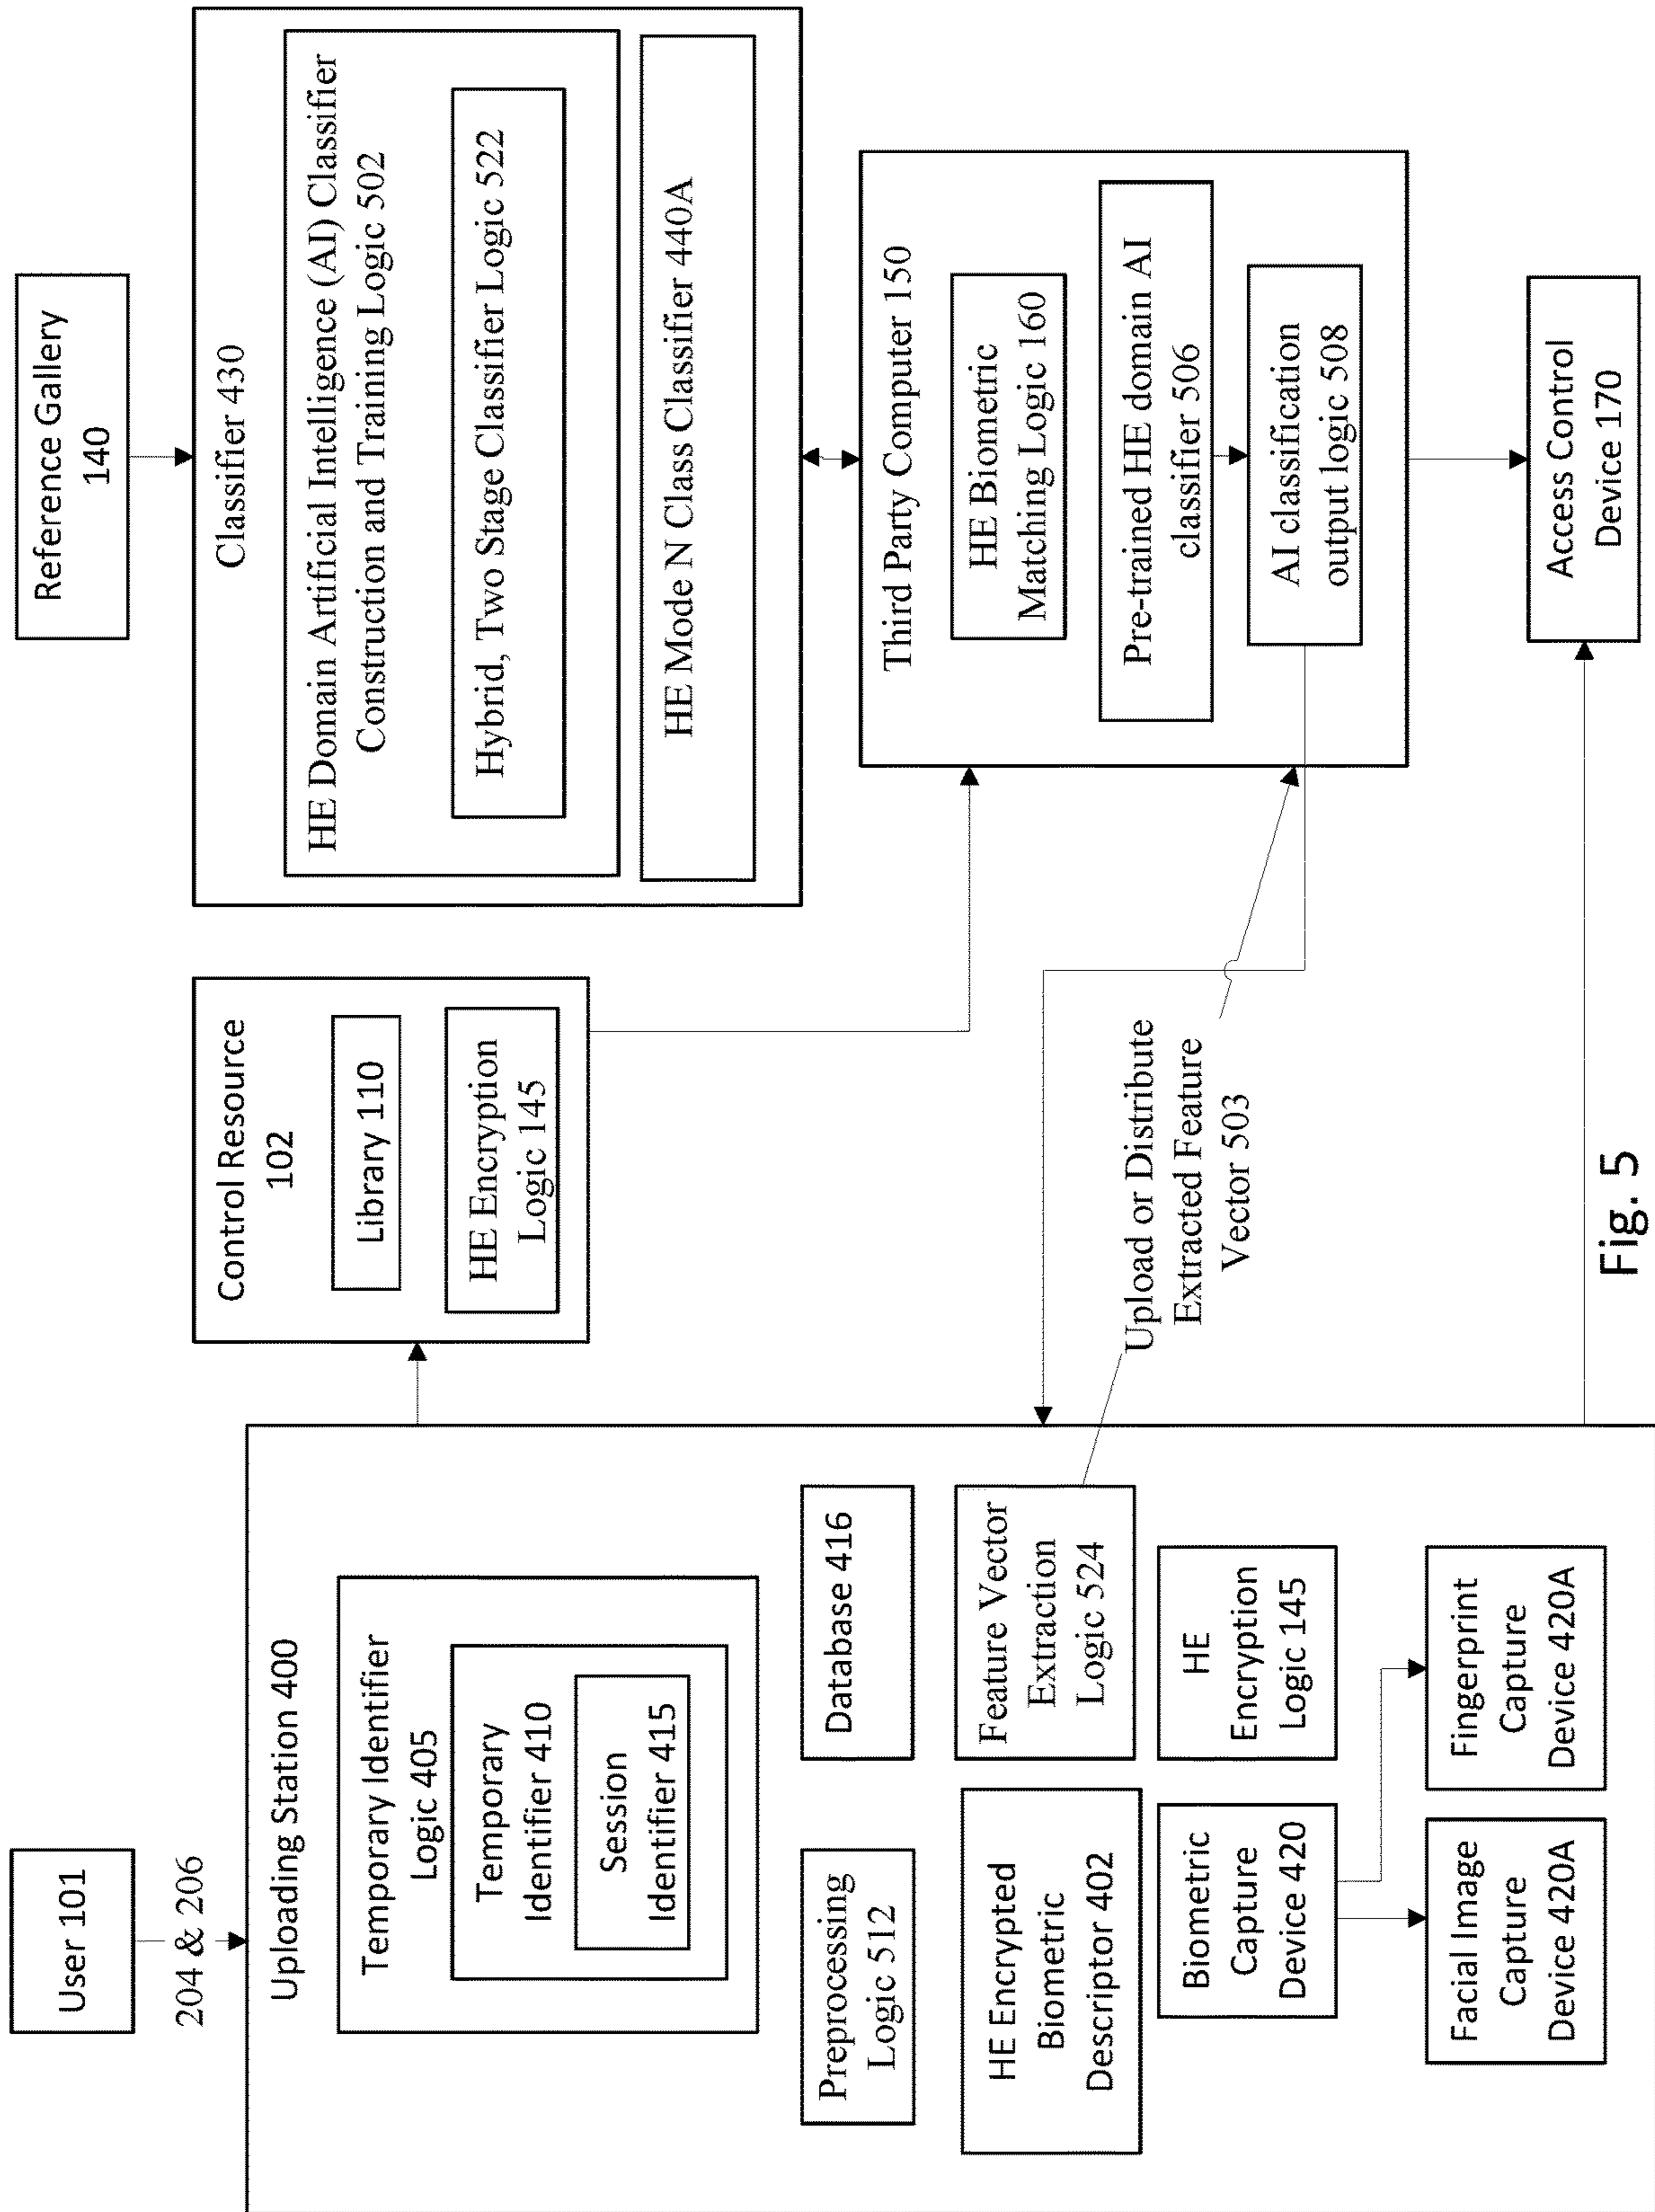 User 101
204 & 206
Uploading Station 400
Temporary Identifier
Logic 405
Temporary
Identifier 410
Session
Identifier 415
Preprocessing
Logic 512
Database 416
HE Encrypted
Biometric
Descriptor 402
Feature Vector
Extraction
Logic 524
Biometric
Capture
Device 420
HE
Encryption
Logic 145
Facial Image
Capture
Device 420A
Fingerprint
Capture
Device 420A
Control Resource
102
Library 110
HE Encryption
Logic 145
Upload or Distribute
Extracted Feature
Vector 503
Reference Gallery
140
Classifier 430
HE Domain Artificial Intelligence (AI) Classifier
Construction and Training Logic 502
Hybrid, Two Stage Classifier Logic 522
HE Mode N Class Classifier 440A
Third Party Computer 150
HE Biometric
Matching Logic 160
Pre-trained HE domain AI
classifier 506
AI classification
output logic 508
Access Control
Device 170
Fig. 5